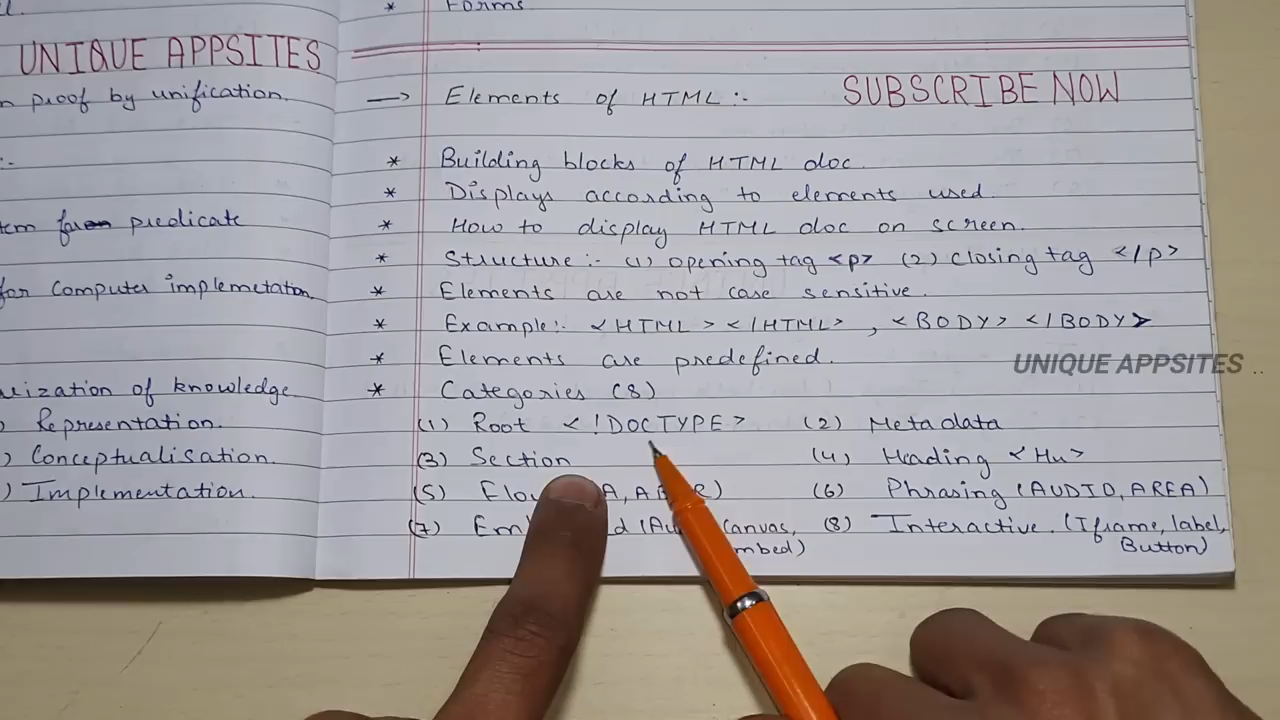 * Forms
UNIQUE APPSITES
proof by unification.
→ Elements of HTML :-
SUBSCRIBE NOW
* Building blocks of HTML doc.
* Displays according to elements used.
predicate
* How to display HTML doc on screen.
* Structure :- (1) opening tag <p> (2) closing tag </p>
for Computer implemetation.
* Elements are not case sensitive.
* Example :- <HTML> </HTML> , <BODY> </BODY>
* Elements are predefined.
UNIQUE APPSITES ..
of knowledge
* Categories (8)
Representation.
(1) Root <!DOCTYPE> (2) Metadata
) Conceptualisation.
(3) Section (4) Heading <Hn>
) Implementation.
(5) (6) Phrasing (AUDIO, AREA)
(7) Canvas, (8) Interactive. (Iframe, label,
Button)